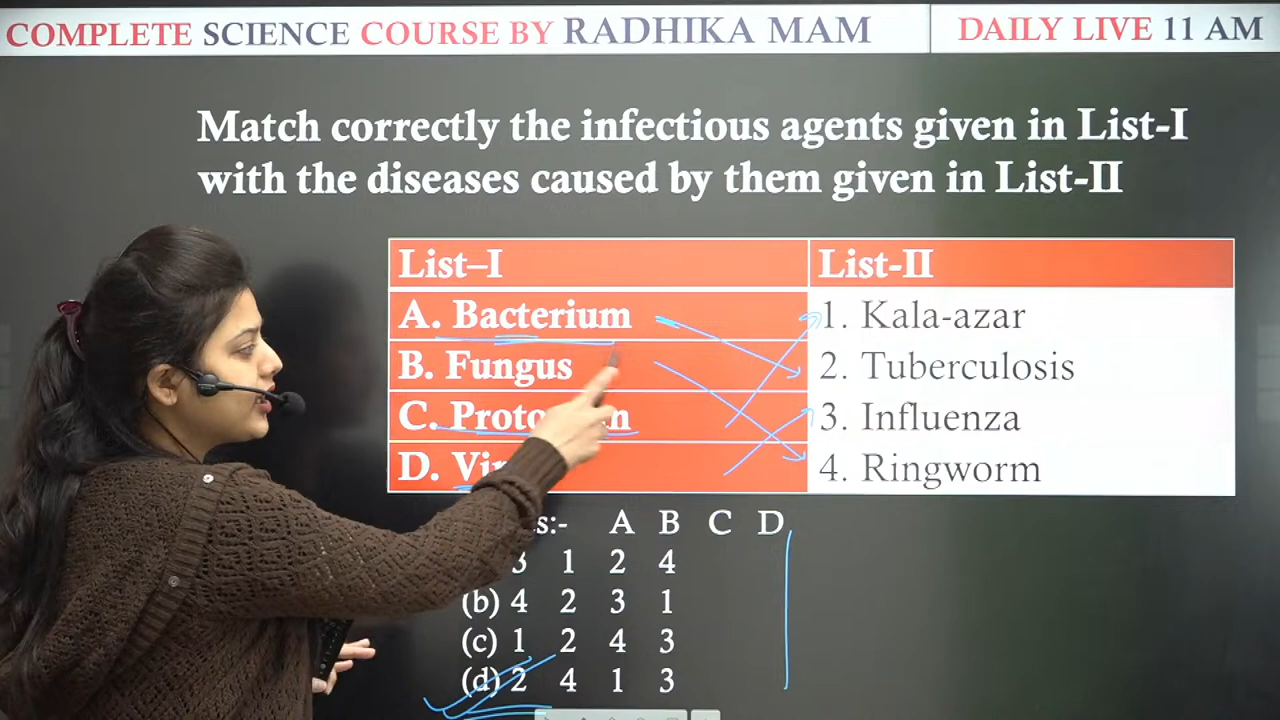 COMPLETE SCIENCE COURSE BY RADHIKA MAM
DAILY LIVE 11 AM
Match correctly the infectious agents given in List-I
with the diseases caused by them given in List-II
List–I List-II
A. Bacterium 1. Kala-azar
B. Fungus 2. Tuberculosis
C. 3. Influenza
D. 4. Ringworm
A B C D
3 1 2 4
(b) 4 2 3 1
(c) 1 2 4 3
(d) 2 4 1 3